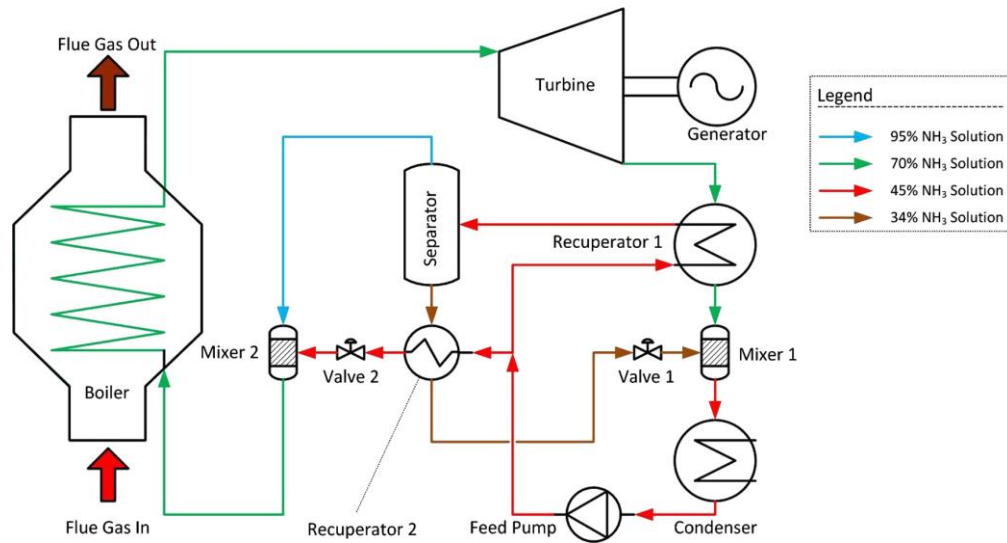 Flue Gas Out
Turbine
Generator
Legend
95% NH₃ Solution
70% NH₃ Solution
45% NH₃ Solution
34% NH₃ Solution
Separator
Recuperator 1
Mixer 2
Valve 2
Valve 1
Mixer 1
Boiler
Flue Gas In
Recuperator 2
Feed Pump
Condenser